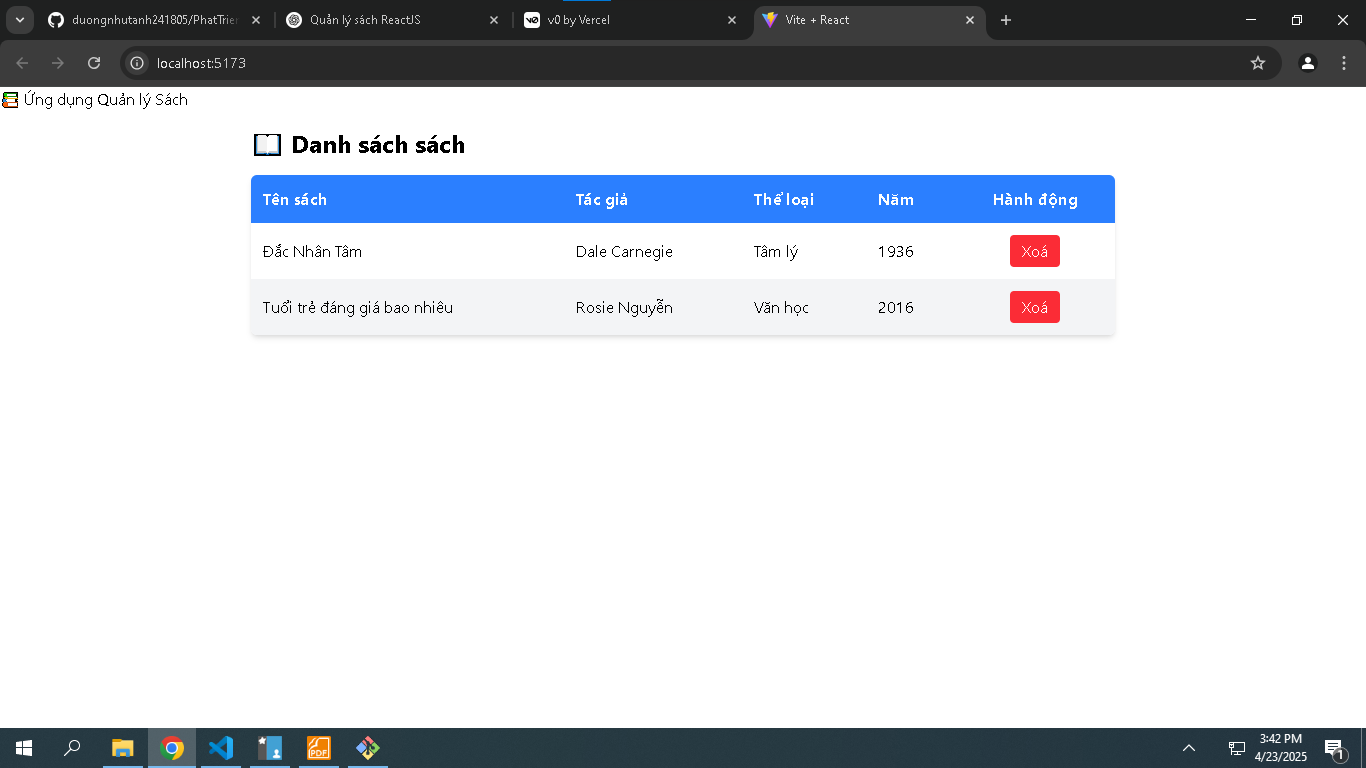 duongnhutanh241805/PhatTrien
Quản lý sách ReactJS
v0 by Vercel
Vite + React
localhost:5173
Ứng dụng Quản lý Sách
Danh sách sách
Tên sách Tác giả Thể loại Năm Hành động
Đắc Nhân Tâm Dale Carnegie Tâm lý 1936 Xoá
Tuổi trẻ đáng giá bao nhiêu Rosie Nguyễn Văn học 2016 Xoá
PDF
3:42 PM
4/23/2025
1